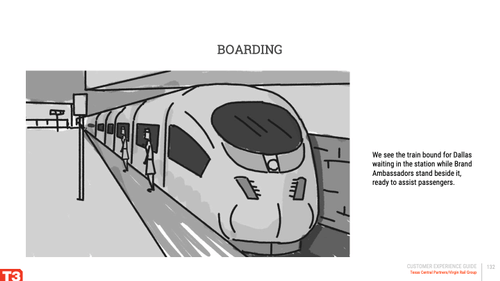 BOARDING
We see the train bound for Dallas
waiting in the station while Brand
Ambassadors stand beside it,
ready to assist passengers.
CUSTOMER EXPERIENCE GUIDE
Texas Central Partners/Virgin Rail Group
T3